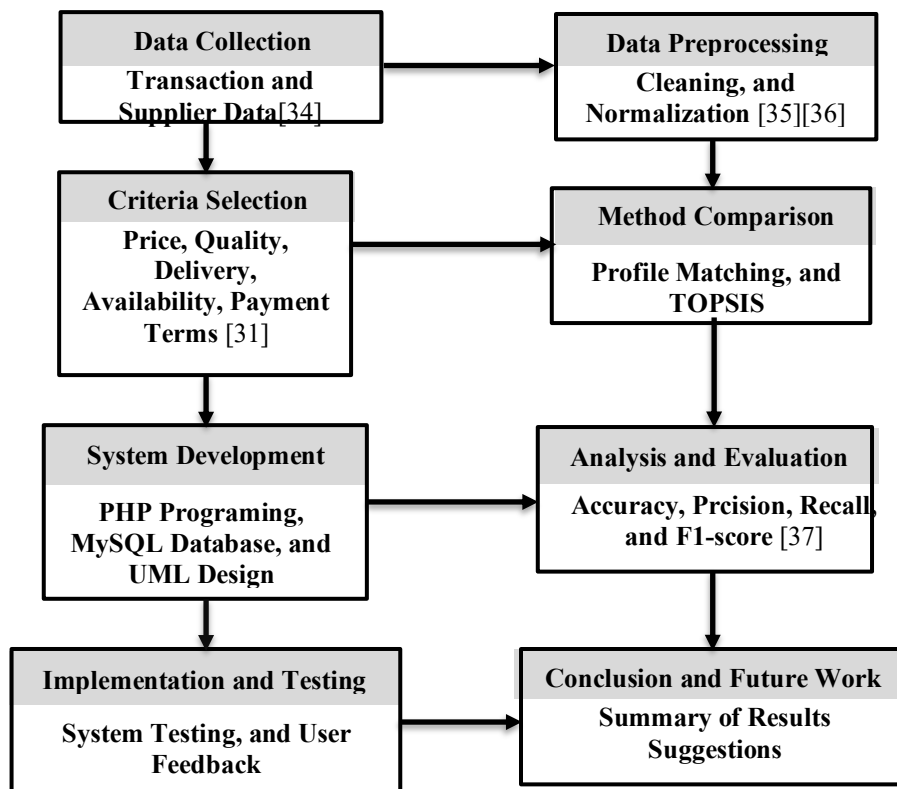 Data Collection
Transaction and
Supplier Data[34]
Data Preprocessing
Cleaning, and
Normalization [35][36]
Criteria Selection
Price, Quality,
Delivery,
Availability, Payment
Terms [31]
Method Comparison
Profile Matching, and
TOPSIS
System Development
PHP Programing,
MySQL Database, and
UML Design
Analysis and Evaluation
Accuracy, Prcision, Recall,
and F1-score [37]
Implementation and Testing
System Testing, and User
Feedback
Conclusion and Future Work
Summary of Results
Suggestions